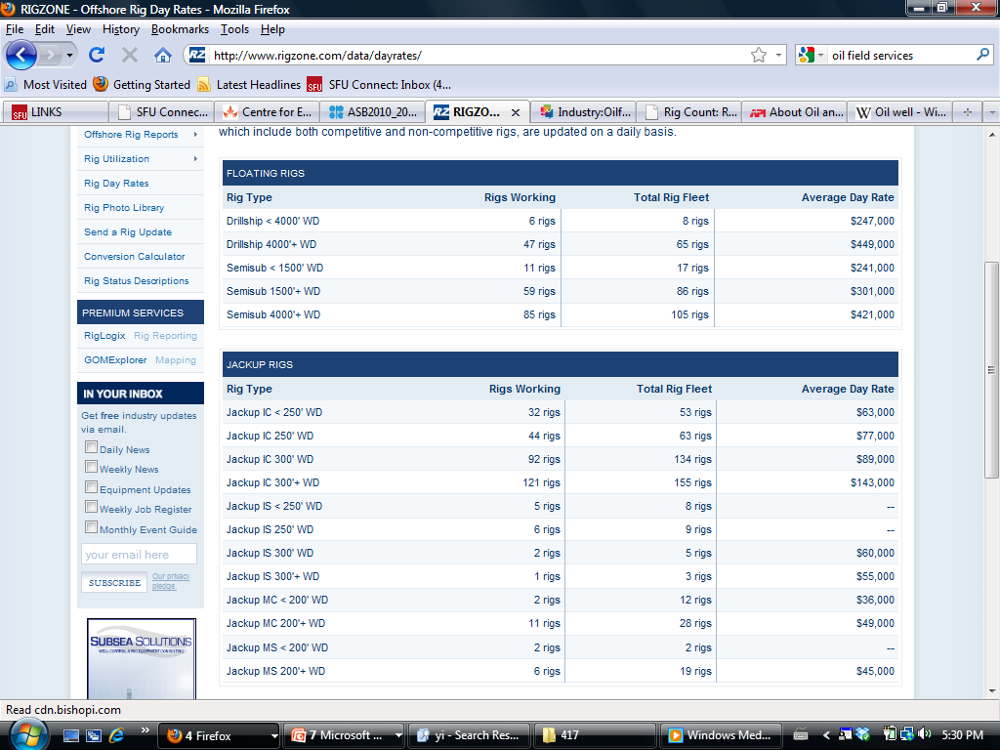 RIGZONE - Offshore Rig Day Rates - Mozilla Firefox
File Edit View History Bookmarks Tools Help
RZ http://www.rigzone.com/data/dayrates/ oil field services
Most Visited Getting Started Latest Headlines SFU SFU Connect: Inbox (4...
SFU LINKS SFU Connec... Centre for E... ASB2010_20... RZ RIGZO... Industry:Oilf... Rig Count: R... API About Oil an... W Oil well - Wi...
Offshore Rig Reports
Rig Utilization
Rig Day Rates
Rig Photo Library
Send a Rig Update
Conversion Calculator
Rig Status Descriptions
PREMIUM SERVICES
RigLogix Rig Reporting
GOMExplorer Mapping
IN YOUR INBOX
Get free industry updates
via email.
Daily News
Weekly News
Equipment Updates
Weekly Job Register
Monthly Event Guide
your email here
SUBSCRIBE Our privacy
pledge.
SUBSEA SOLUTIONS
WELL CONTROL & RIG EQUIPMENT CONSULTING
which include both competitive and non-competitive rigs, are updated on a daily basis.
FLOATING RIGS
Rig Type Rigs Working Total Rig Fleet Average Day Rate
Drillship < 4000' WD 6 rigs 8 rigs $247,000
Drillship 4000'+ WD 47 rigs 65 rigs $449,000
Semisub < 1500' WD 11 rigs 17 rigs $241,000
Semisub 1500'+ WD 59 rigs 86 rigs $301,000
Semisub 4000'+ WD 85 rigs 105 rigs $421,000
JACKUP RIGS
Rig Type Rigs Working Total Rig Fleet Average Day Rate
Jackup IC < 250' WD 32 rigs 53 rigs $63,000
Jackup IC 250' WD 44 rigs 63 rigs $77,000
Jackup IC 300' WD 92 rigs 134 rigs $89,000
Jackup IC 300'+ WD 121 rigs 155 rigs $143,000
Jackup IS < 250' WD 5 rigs 8 rigs --
Jackup IS 250' WD 6 rigs 9 rigs --
Jackup IS 300' WD 2 rigs 5 rigs $60,000
Jackup IS 300'+ WD 1 rigs 3 rigs $55,000
Jackup MC < 200' WD 2 rigs 12 rigs $36,000
Jackup MC 200'+ WD 11 rigs 28 rigs $49,000
Jackup MS < 200' WD 2 rigs 2 rigs --
Jackup MS 200'+ WD 6 rigs 19 rigs $45,000
Read cdn.bishopi.com
4 Firefox 7 Microsoft ... yi - Search Res... 417 Windows Med... 5:30 PM